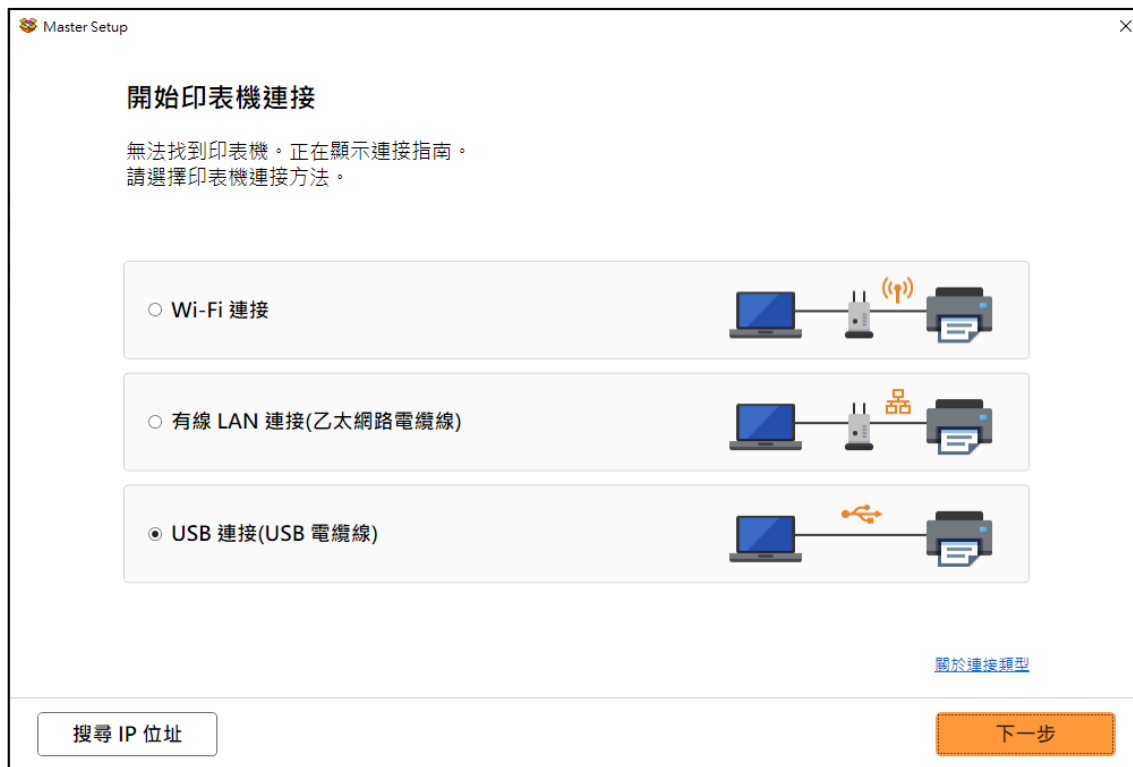 Master Setup
開始印表機連接
無法找到印表機。正在顯示連接指南。
請選擇印表機連接方法。
Wi-Fi 連接
有線 LAN 連接(乙太網路電纜線)
USB 連接(USB 電纜線)
關於連接類型
搜尋 IP 位址
下一步